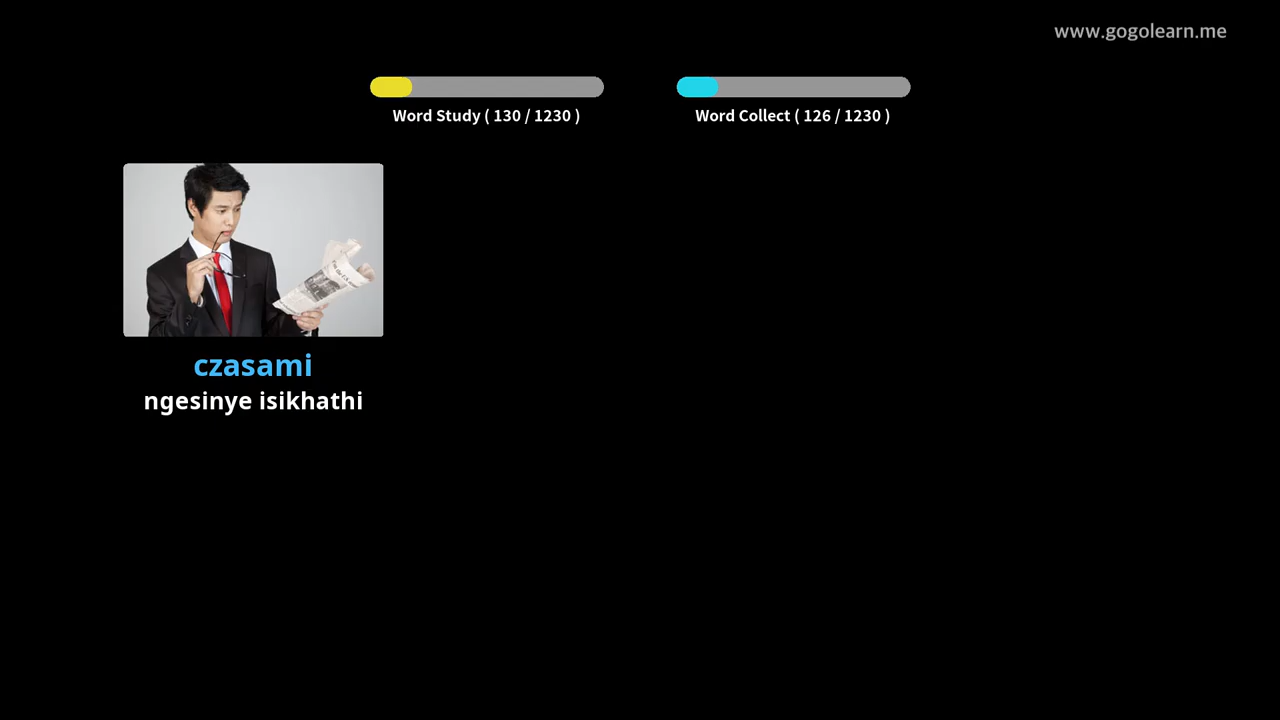 www.gogolearn.me
Word Study ( 130 / 1230 )
Word Collect ( 126 / 1230 )
czasami
ngesinye isikhathi